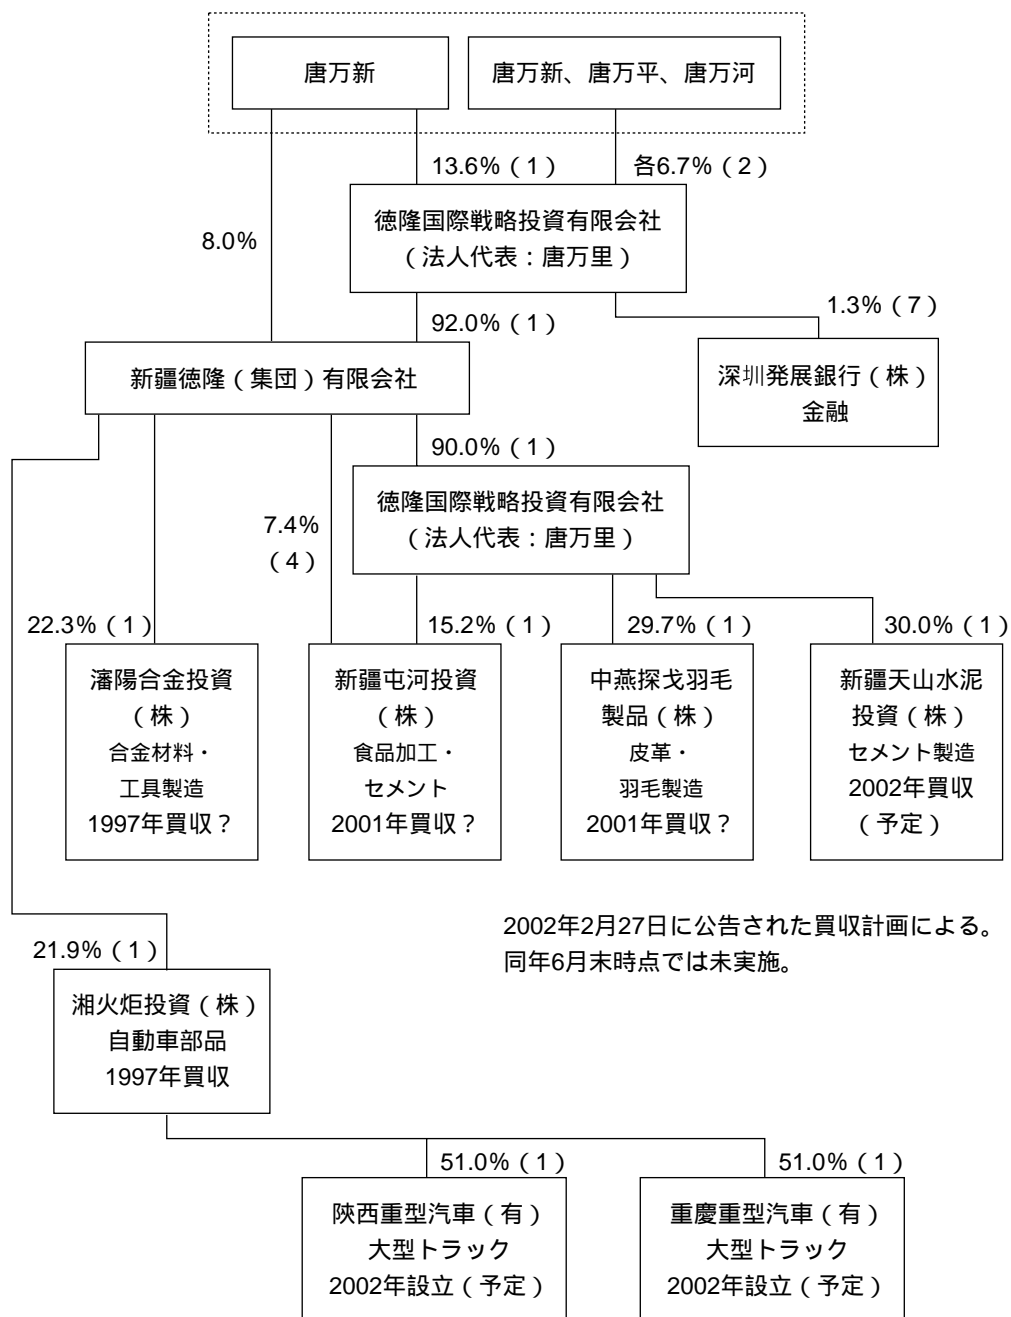 唐万新
唐万新、唐万平、唐万河
13.6%（1）
各6.7%（2）
徳隆国際戦略投資有限会社
（法人代表：唐万里）
8.0%
1.3%（7）
92.0%（1）
新疆徳隆（集団）有限会社
深圳発展銀行（株）
金融
90.0%（1）
徳隆国際戦略投資有限会社
（法人代表：唐万里）
7.4%
（4）
22.3%（1）
15.2%（1）
29.7%（1）
30.0%（1）
瀋陽合金投資
（株）
合金材料・
工具製造
1997年買収？
新疆屯河投資
（株）
食品加工・
セメント
2001年買収？
中燕探戈羽毛
製品（株）
皮革・
羽毛製造
2001年買収？
新疆天山水泥
投資（株）
セメント製造
2002年買収
（予定）
2002年2月27日に公告された買収計画による。
同年6月末時点では未実施。
21.9%（1）
湘火炬投資（株）
自動車部品
1997年買収
51.0%（1）
51.0%（1）
陝西重型汽車（有）
大型トラック
2002年設立（予定）
重慶重型汽車（有）
大型トラック
2002年設立（予定）